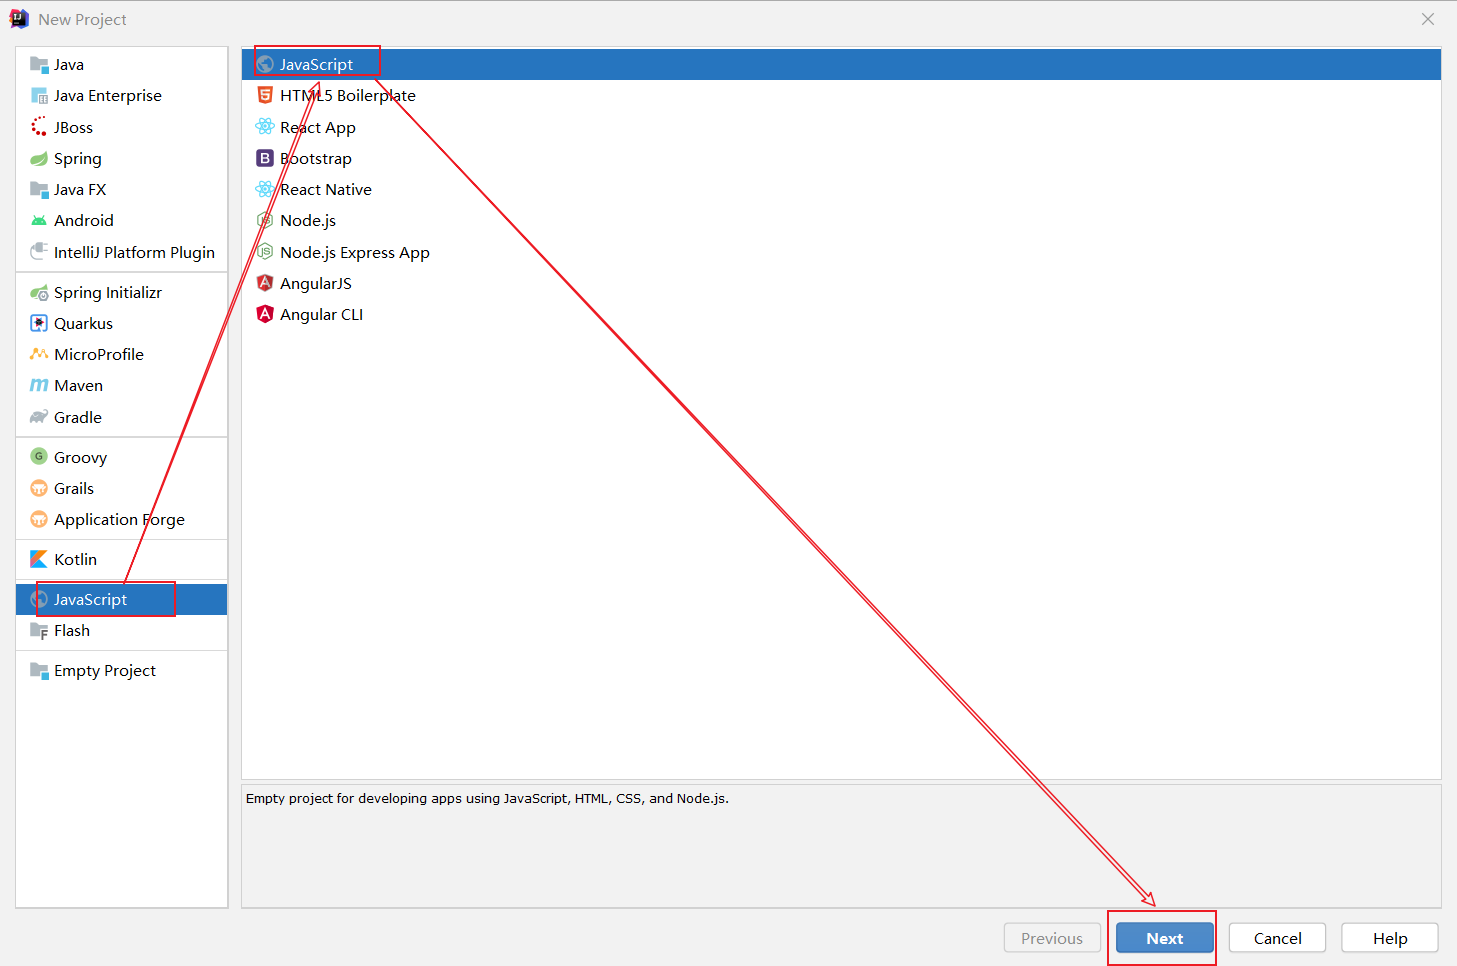 New Project
Java
Java Enterprise
JBoss
Spring
Java FX
Android
IntelliJ Platform Plugin
Spring Initializr
Quarkus
MicroProfile
Maven
Gradle
Groovy
Grails
Application Forge
Kotlin
JavaScript
Flash
Empty Project
JavaScript
HTML5 Boilerplate
React App
Bootstrap
React Native
Node.js
Node.js Express App
AngularJS
Angular CLI
Empty project for developing apps using JavaScript, HTML, CSS, and Node.js.
Previous
Next
Cancel
Help